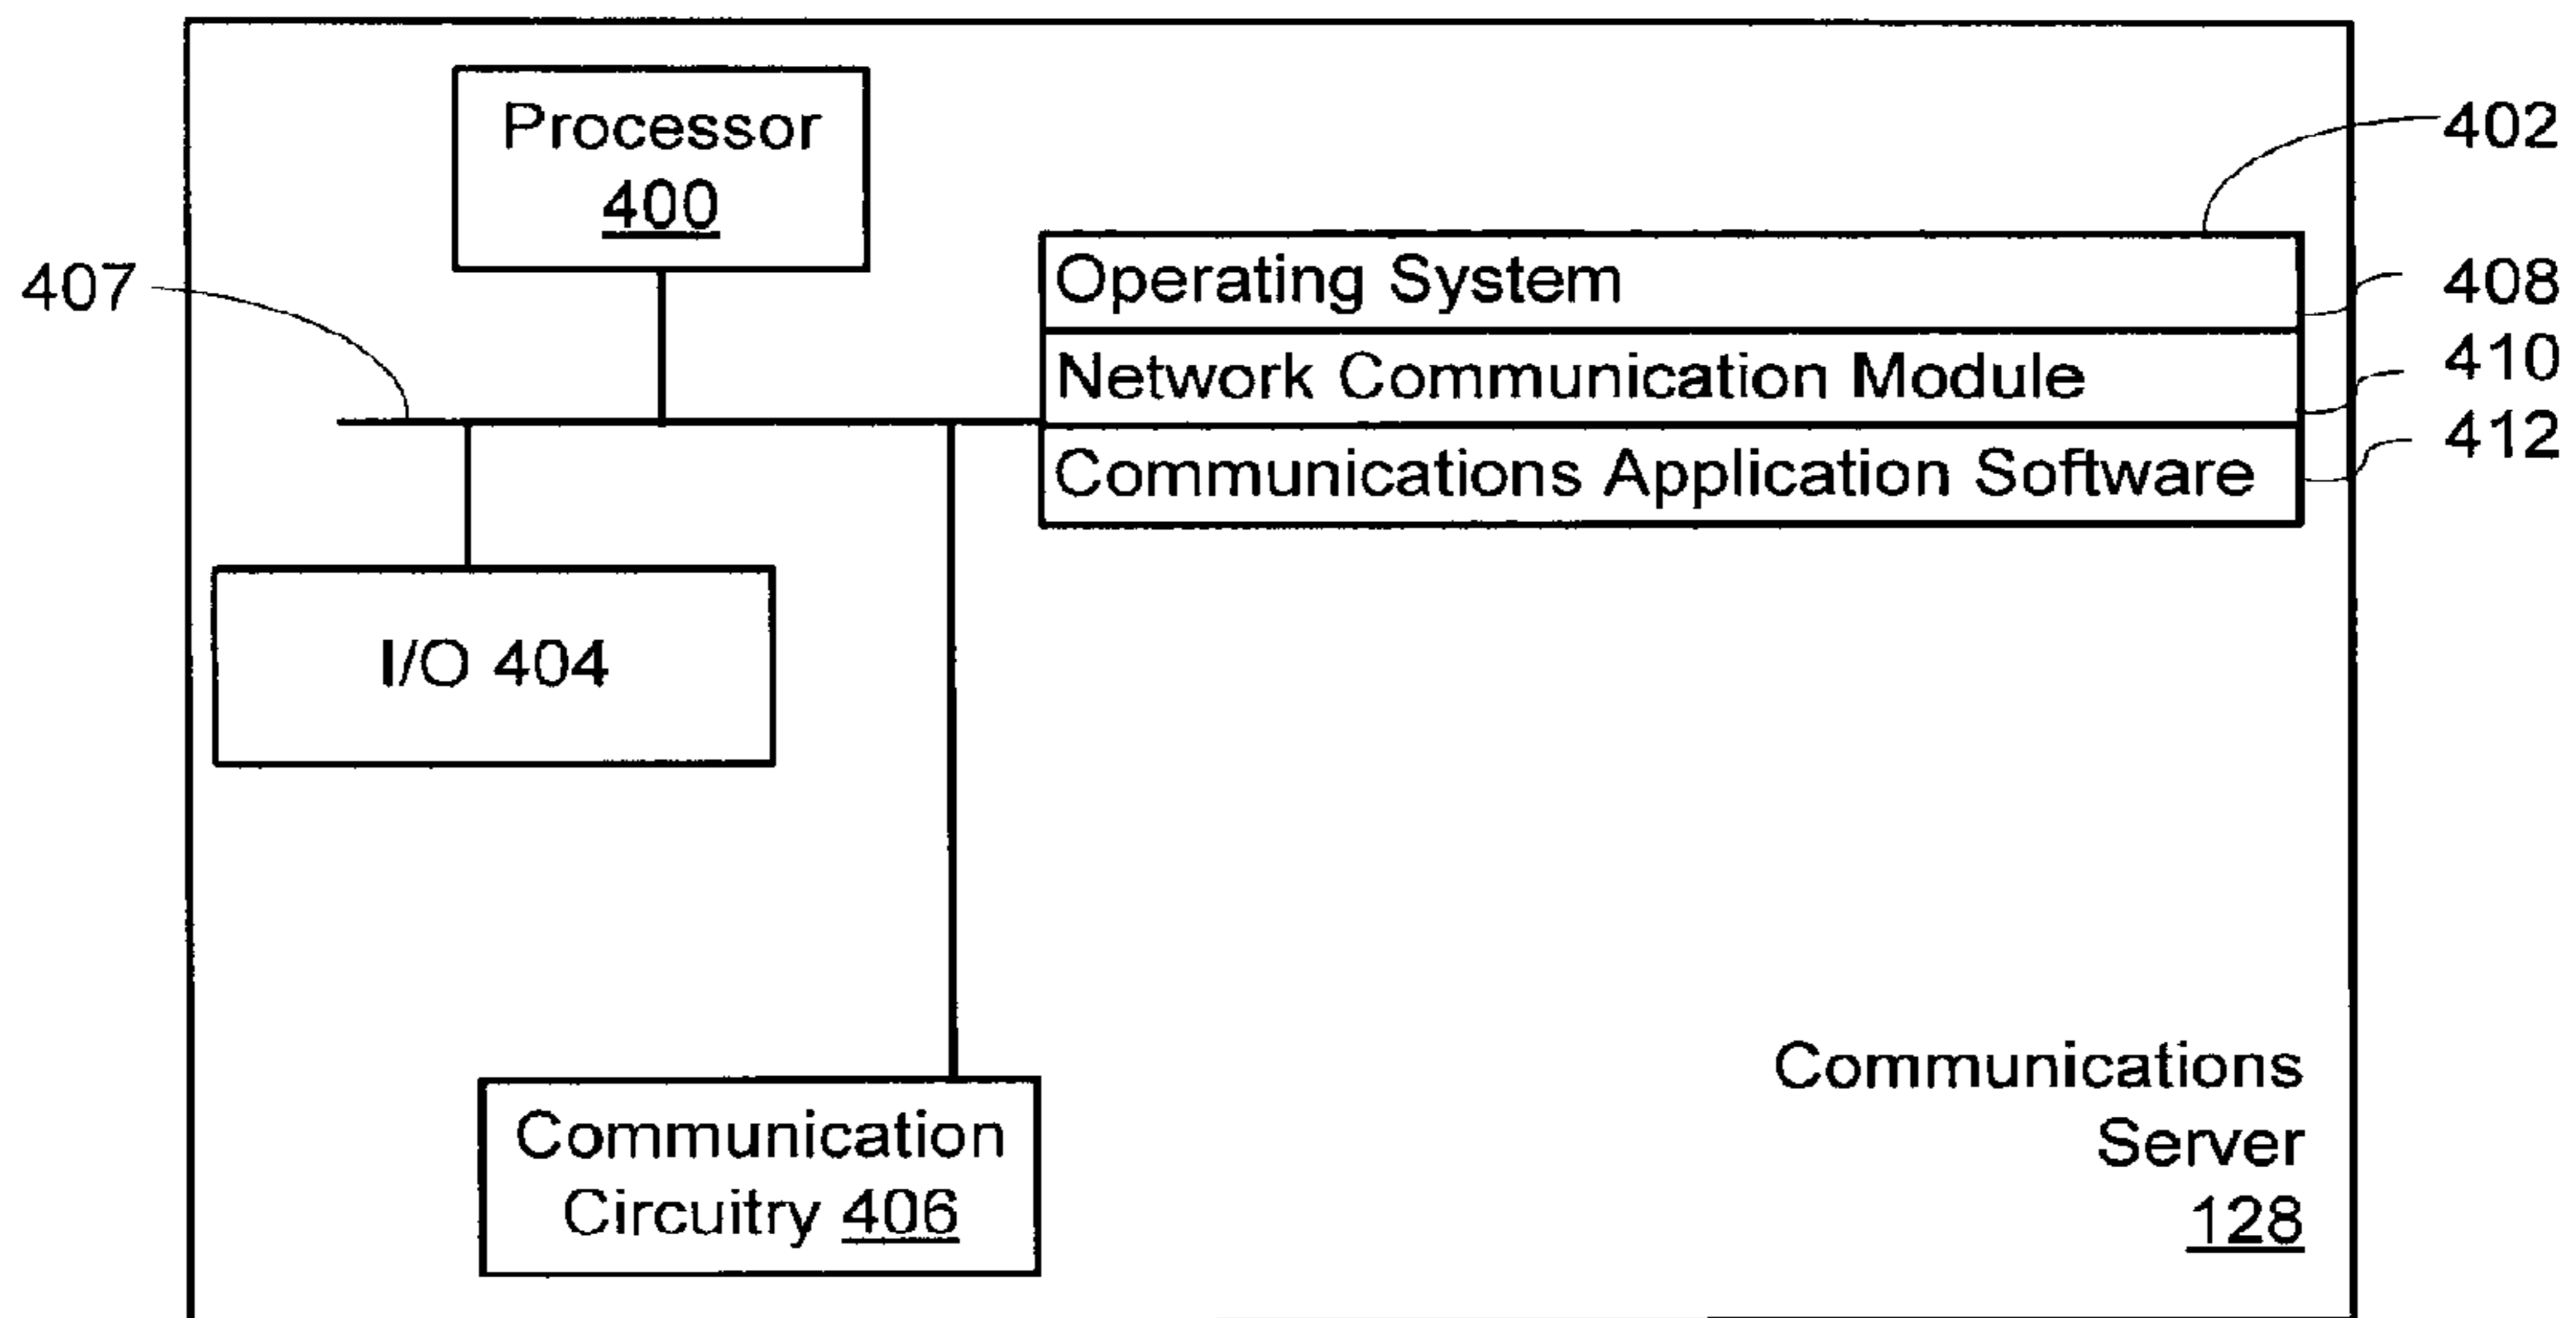 Processor
400
402
407
Operating System
408
Network Communication Module
410
Communications Application Software
412
I/O 404
Communication
Circuitry 406
Communications
Server
128